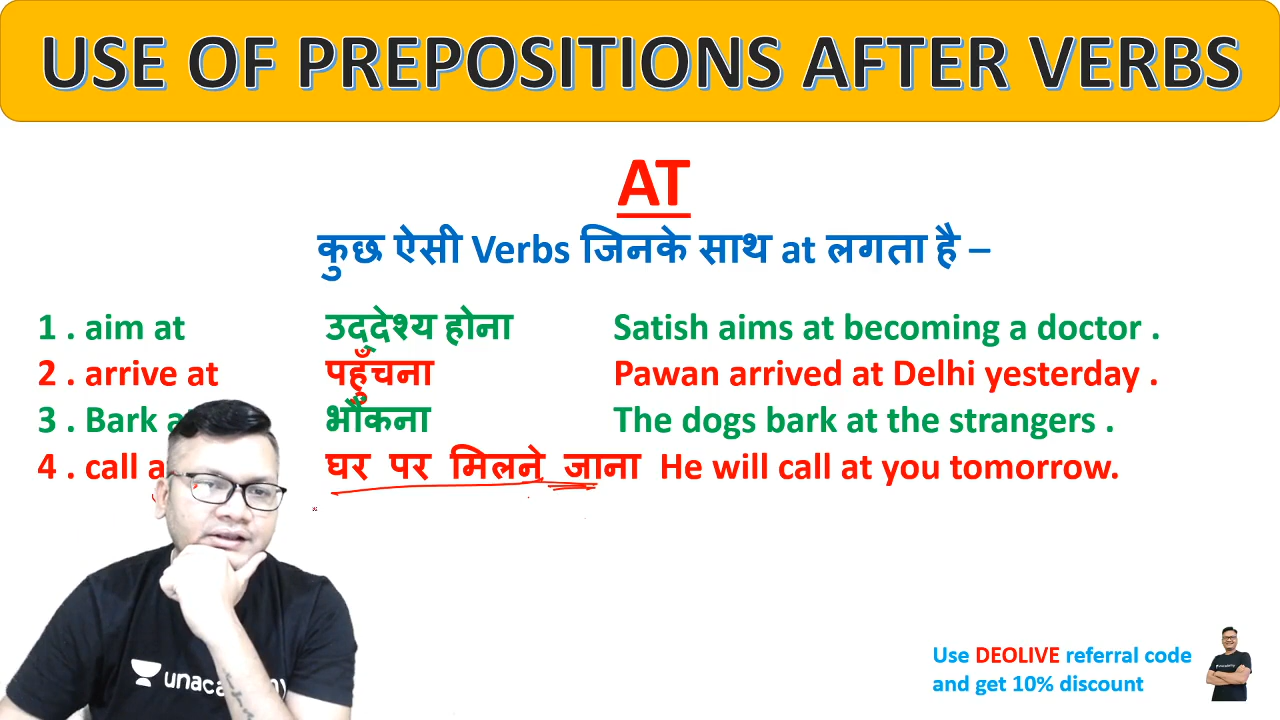 USE OF PREPOSITIONS AFTER VERBS
AT
कुछ ऐसी Verbs जिनके साथ at लगता है –
1 . aim at उद्देश्य होना Satish aims at becoming a doctor .
2 . arrive at पहुँचना Pawan arrived at Delhi yesterday .
3 . Bark भौंकना The dogs bark at the strangers .
4 . call घर पर मिलने जाना He will call at you tomorrow.
Use DEOLIVE referral code
and get 10% discount